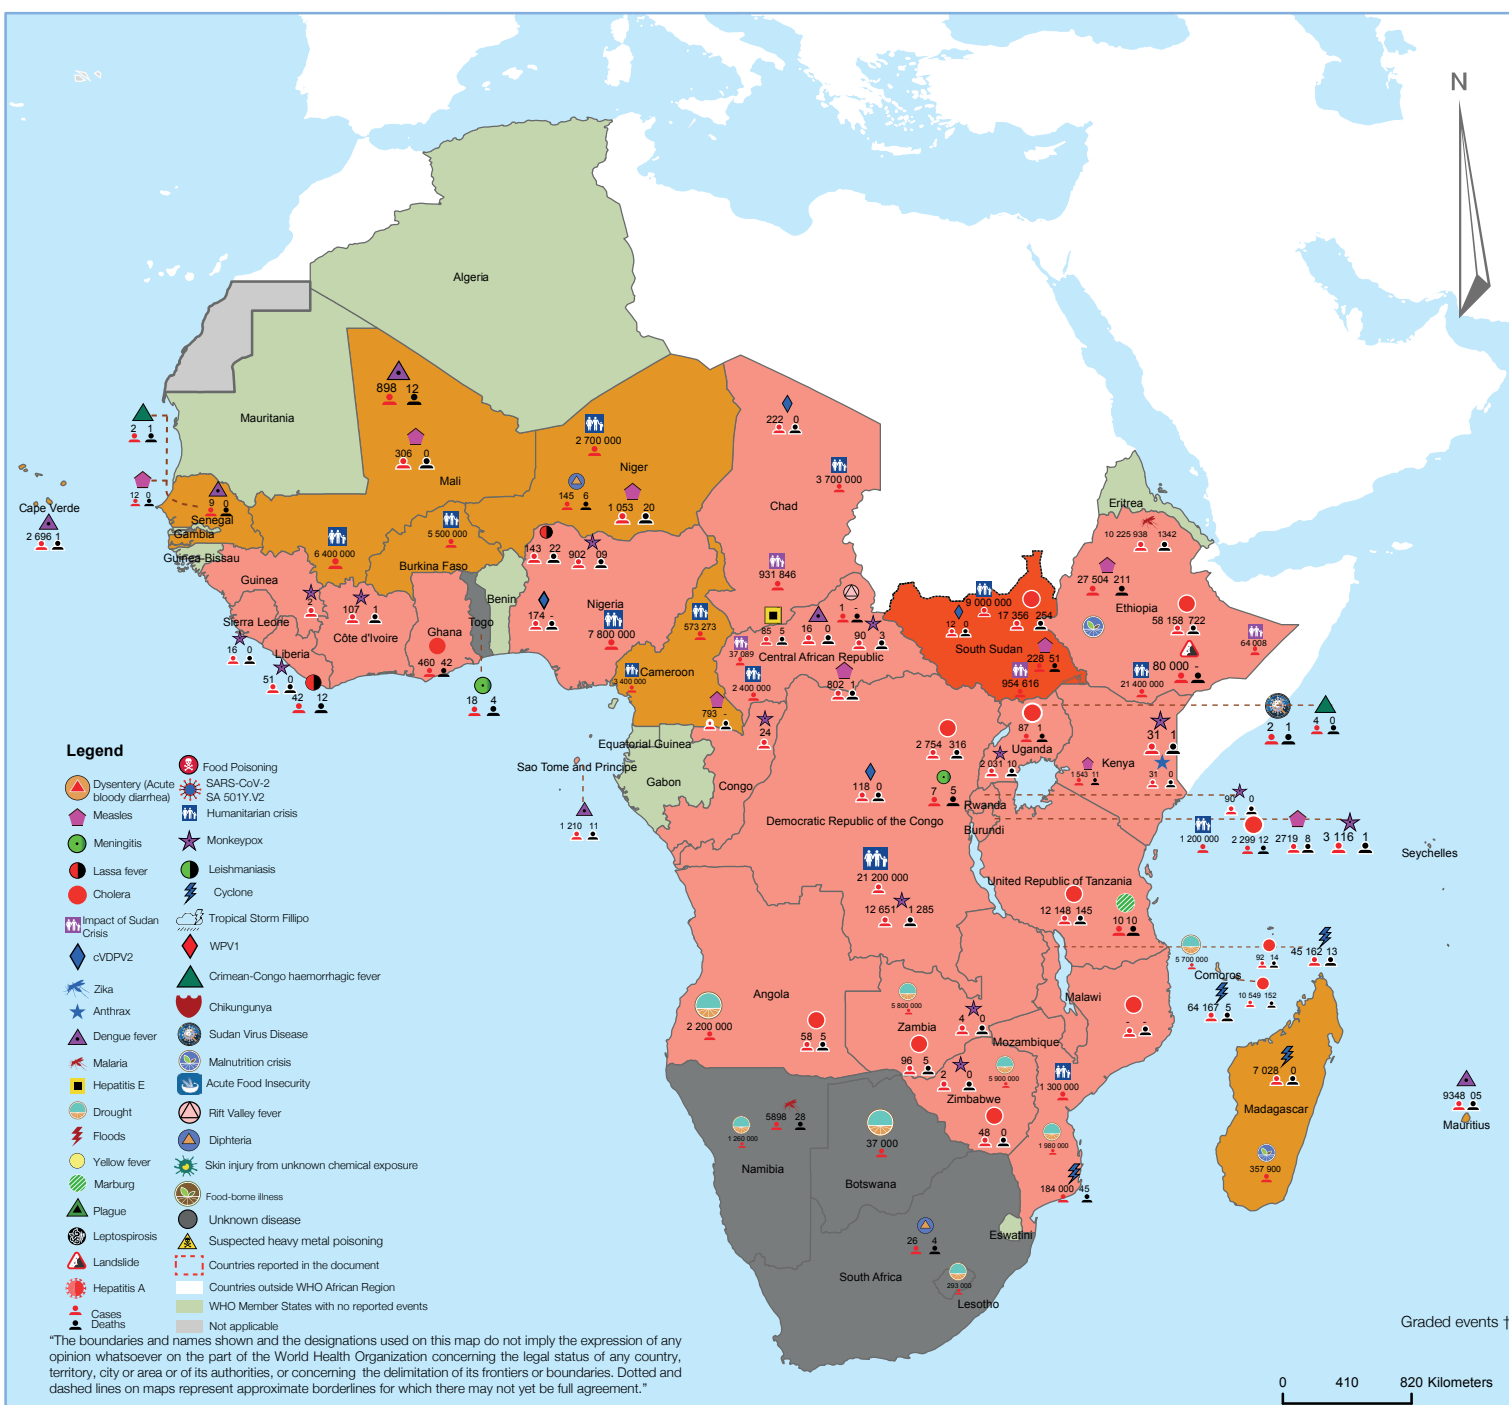 N
Algeria
Mauritania
898 12
306 0
Mali
2 1
12 0
9 0
Senegal
Gambia
Guinea-Bissau
Cape Verde
2 696 1
2 700 000
Niger
145 6
1 053 20
6 400 000
5 500 000
Burkina Faso
222 0
3 700 000
Chad
931 846
Eritrea
10 225 938 1342
27 504 211
Ethiopia
58 158 722
64 008
80 000 -
21 400 000
Guinea
2
Sierra Leone
16 0
Liberia
51 0
42 12
107 1
Côte d'Ivoire
Ghana
460 42
Togo
Benin
18 4
143 22
902 09
174 -
Nigeria
7 800 000
573 273
Cameroon
3 400 000
793 -
85 5
16 0
1 -
90 3
37 089
Central African Republic
2 400 000
802 1
9 000 000
12 0
17 356 254
South Sudan
228 51
954 616
24
Equatorial Guinea
Sao Tome and Principe
Gabon
Congo
1 210 11
2 754 316
118 0
7 5
Democratic Republic of the Congo
21 200 000
12 651 1 285
87 1
Uganda
2 031 10
Kenya
1 543 11
31 1
31 0
2 1
4 0
Rwanda
Burundi
90 0
1 200 000
2 299 12
2719 8
3 116 1
Seychelles
United Republic of Tanzania
12 148 145
10 10
5 700 000
92 14
45 162 13
Comoros
64 167 5
10 549 152
Angola
2 200 000
58 5
5 800 000
Zambia
4 0
96 5
Malawi
- -
Mozambique
2 0
5 900 000
Zimbabwe
48 0
1 300 000
1 980 000
184 000 45
7 028 0
Madagascar
357 900
9348 05
Mauritius
5898 28
1 260 000
Namibia
37 000
Botswana
26 4
South Africa
Eswatini
293 000
Lesotho
Legend
Dysentery (Acute
bloody diarrhea)
Measles
Meningitis
Lassa fever
Cholera
Impact of Sudan
Crisis
cVDPV2
Zika
Anthrax
Dengue fever
Malaria
Hepatitis E
Drought
Floods
Yellow fever
Marburg
Plague
Leptospirosis
Landslide
Hepatitis A
Cases
Deaths
Food Poisoning
SARS-CoV-2
SA 501Y.V2
Humanitarian crisis
Monkeypox
Leishmaniasis
Cyclone
Tropical Storm Fillipo
WPV1
Crimean-Congo haemorrhagic fever
Chikungunya
Sudan Virus Disease
Malnutrition crisis
Acute Food Insecurity
Rift Valley fever
Diphteria
Skin injury from unknown chemical exposure
Food-borne illness
Unknown disease
Suspected heavy metal poisoning
Countries reported in the document
Countries outside WHO African Region
WHO Member States with no reported events
Not applicable
"The boundaries and names shown and the designations used on this map do not imply the expression of any
opinion whatsoever on the part of the World Health Organization concerning the legal status of any country,
territory, city or area or of its authorities, or concerning the delimitation of its frontiers or boundaries. Dotted and
dashed lines on maps represent approximate borderlines for which there may not yet be full agreement."
Graded events †
0 410 820 Kilometers